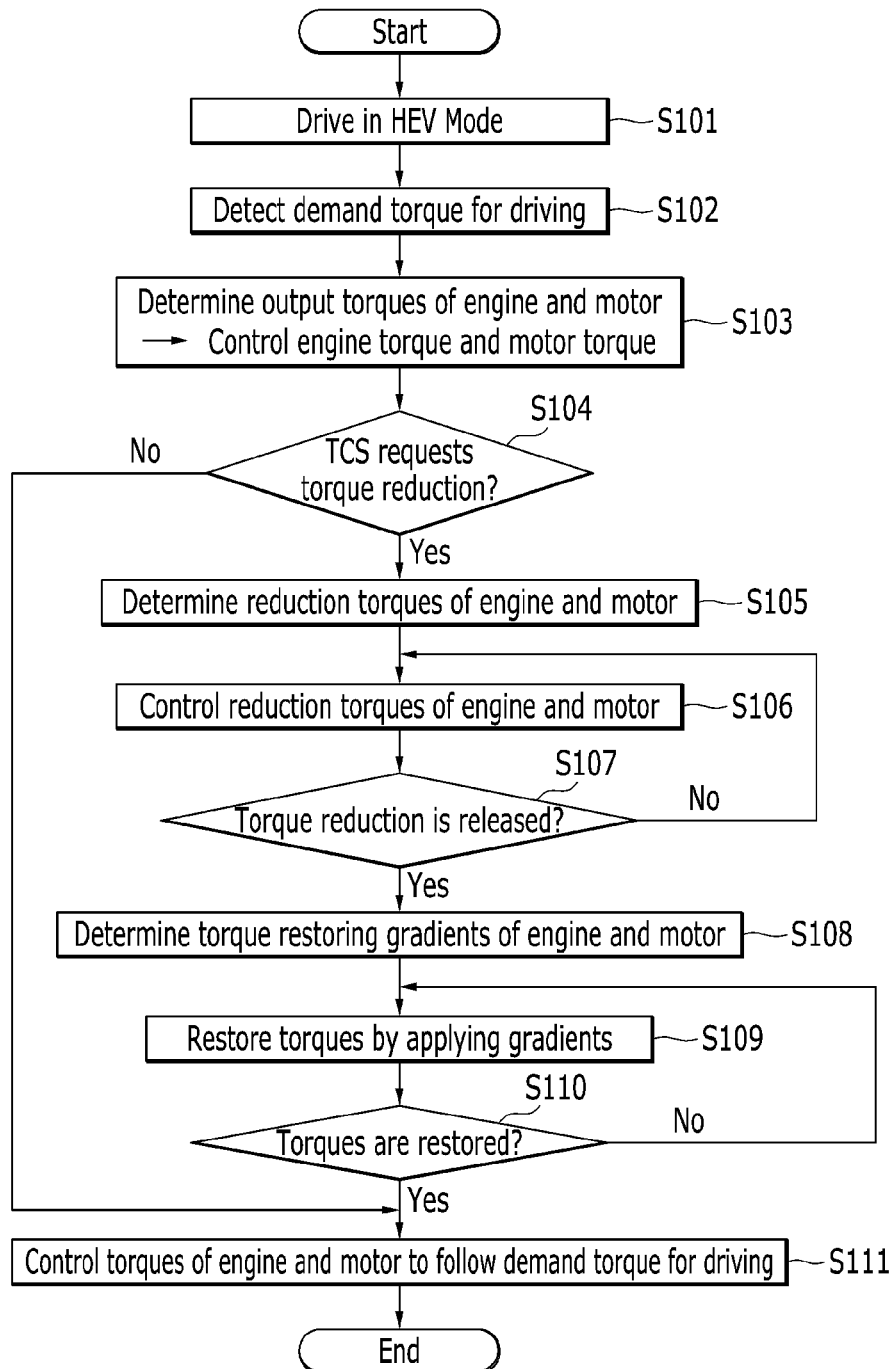 Start
Drive in HEV Mode
S101
Detect demand torque for driving
S102
Determine output torques of engine and motor
→ Control engine torque and motor torque
S103
S104
No
TCS requests
torque reduction?
Yes
Determine reduction torques of engine and motor
S105
Control reduction torques of engine and motor
S106
S107
Torque reduction is released?
No
Yes
Determine torque restoring gradients of engine and motor
S108
Restore torques by applying gradients
S109
S110
Torques are restored?
No
Yes
Control torques of engine and motor to follow demand torque for driving
S111
End